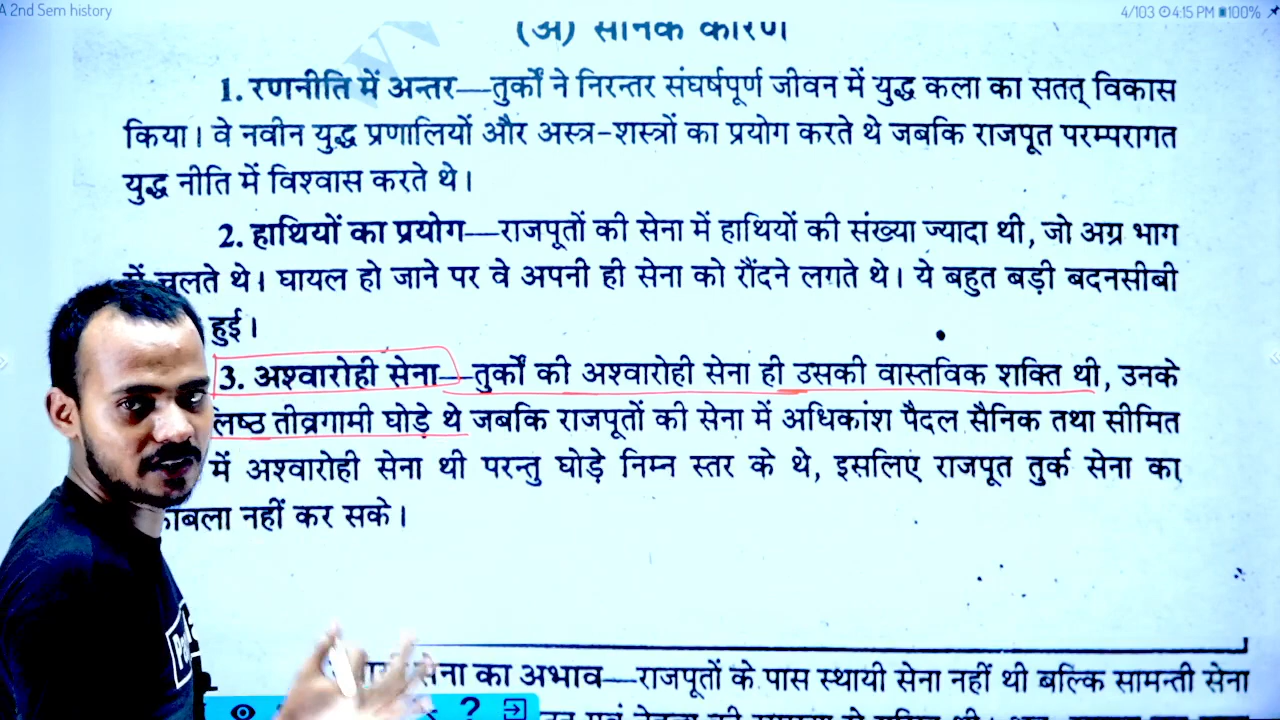 A 2nd Sem history
4/103 4:15 PM 100%
(अ) सैनिक कारण
1. रणनीति में अन्तर—तुर्कों ने निरन्तर संघर्षपूर्ण जीवन में युद्ध कला का सतत् विकास
किया। वे नवीन युद्ध प्रणालियों और अस्त्र-शस्त्रों का प्रयोग करते थे जबकि राजपूत परम्परागत
युद्ध नीति में विश्वास करते थे।
2. हाथियों का प्रयोग—राजपूतों की सेना में हाथियों की संख्या ज्यादा थी, जो अग्र भाग
में चलते थे। घायल हो जाने पर वे अपनी ही सेना को रौंदने लगते थे। ये बहुत बड़ी बदनसीबी
हुई।
3. अश्वारोही सेना—तुर्कों की अश्वारोही सेना ही उसकी वास्तविक शक्ति थी, उनके
लिष्ठ तीव्रगामी घोड़े थे जबकि राजपूतों की सेना में अधिकांश पैदल सैनिक तथा सीमित
में अश्वारोही सेना थी परन्तु घोड़े निम्न स्तर के थे, इसलिए राजपूत तुर्क सेना का
ाबला नहीं कर सके।
सेना का अभाव—राजपूतों के पास स्थायी सेना नहीं थी बल्कि सामन्ती सेना